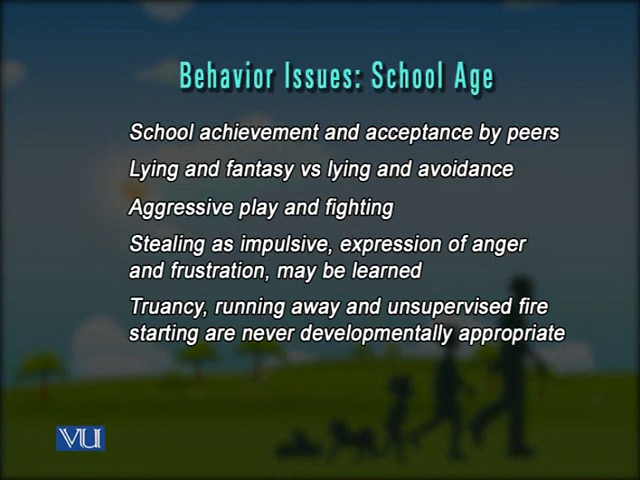 Behavior Issues: School Age
School achievement and acceptance by peers
Lying and fantasy vs lying and avoidance
Aggressive play and fighting
Stealing as impulsive, expression of anger
and frustration, may be learned
Truancy, running away and unsupervised fire
starting are never developmentally appropriate
VU